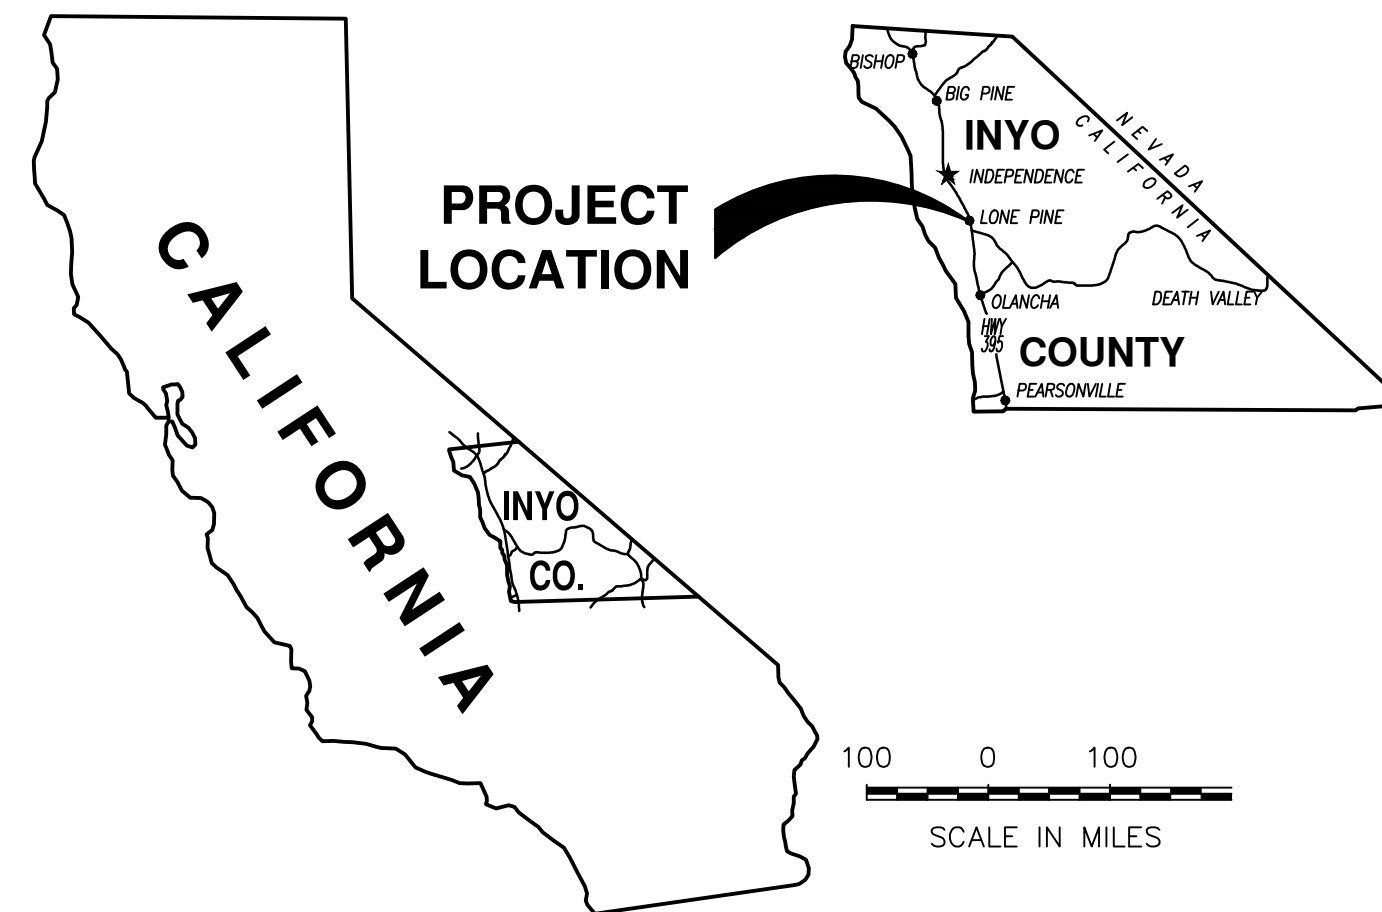 BISHOP
BIG PINE
INYO
NEVADA
CALIFORNIA
INDEPENDENCE
PROJECT
LOCATION
LONE PINE
OLANCHA
DEATH VALLEY
HWY
395
COUNTY
PEARSONVILLE
CALIFORNIA
INYO
CO.
100 0 100
SCALE IN MILES